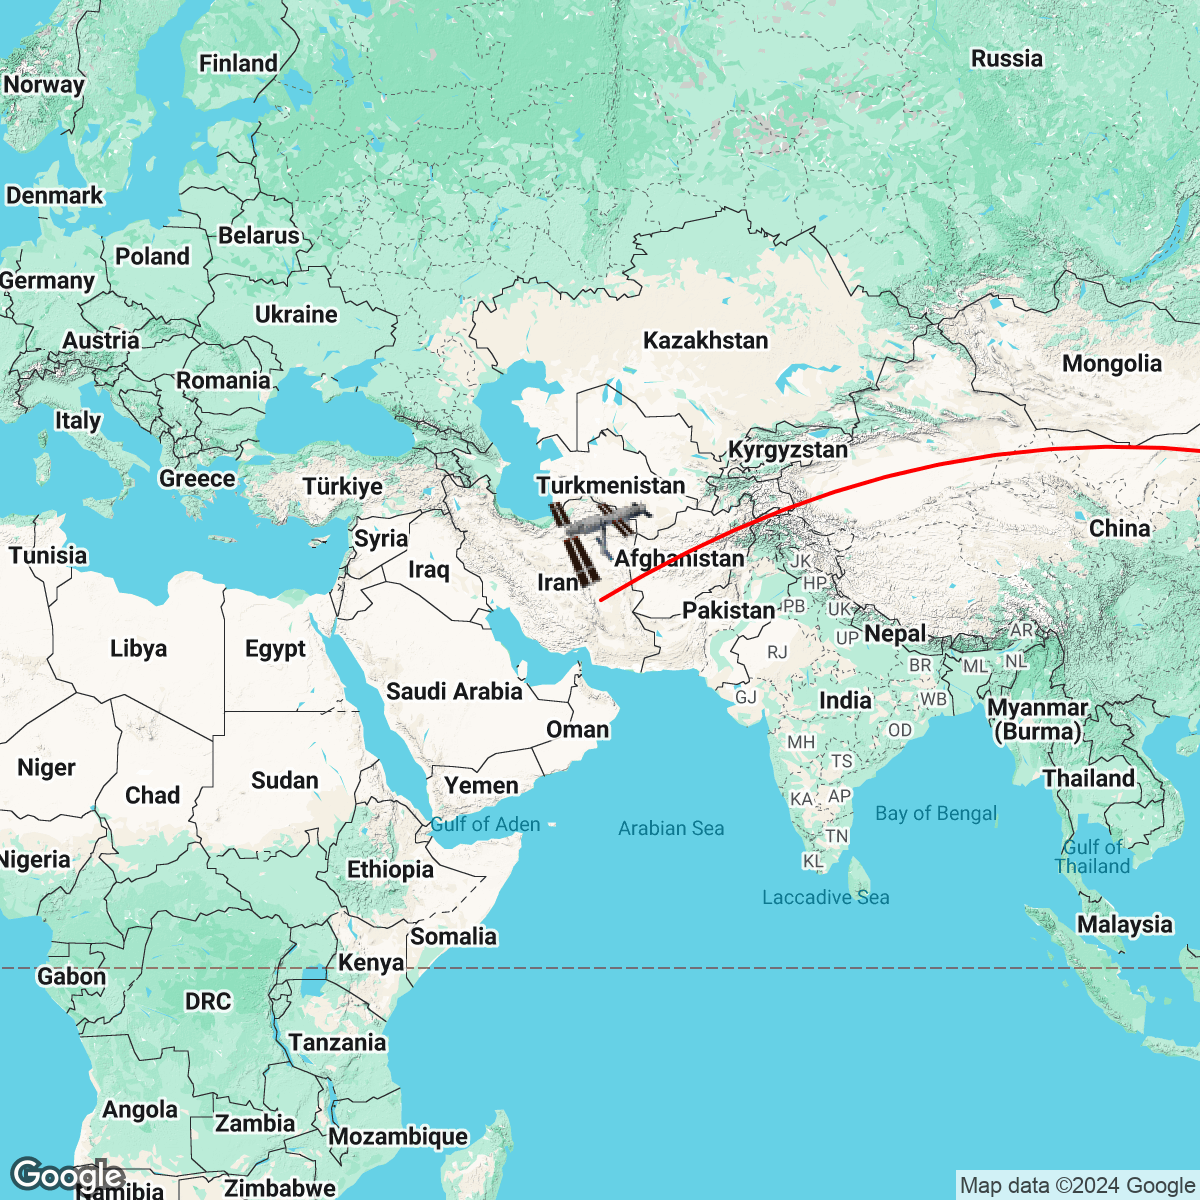 Russia
Finland
Norway
Denmark
Belarus
Poland
Germany
Ukraine
Austria
Kazakhstan
Mongolia
Romania
Italy
Kyrgyzstan
Greece
Türkiye
Turkmenistan
China
Syria
Tunisia
Afghanistan
JK
Iraq
Iran
HP
PB
UK
Pakistan
Nepal
AR
UP
Libya
Egypt
RJ
NL
BR
ML
Saudi Arabia
GJ
India
WB
Myanmar
(Burma)
Oman
OD
MH
TS
Niger
Thailand
Sudan
Yemen
Chad
KA
AP
Bay of Bengal
Gulf of Aden
Arabian Sea
TN
Gulf of
Thailand
Nigeria
KL
Ethiopia
Laccadive Sea
Malaysia
Somalia
Kenya
Gabon
DRC
Tanzania
Angola
Zambia
Mozambique
Google
Namibia
Zimbabwe
Map data ©2024 Google